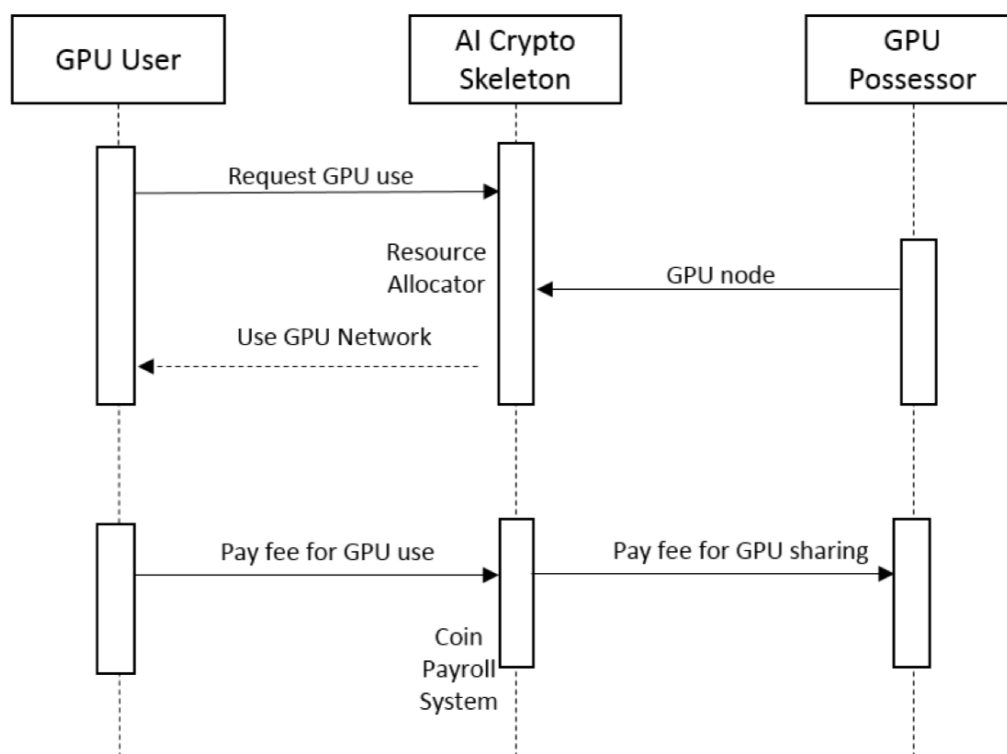 GPU User
AI Crypto
Skeleton
GPU
Possessor
Request GPU use
Resource
Allocator
GPU node
Use GPU Network
Pay fee for GPU use
Pay fee for GPU sharing
Coin
Payroll
System